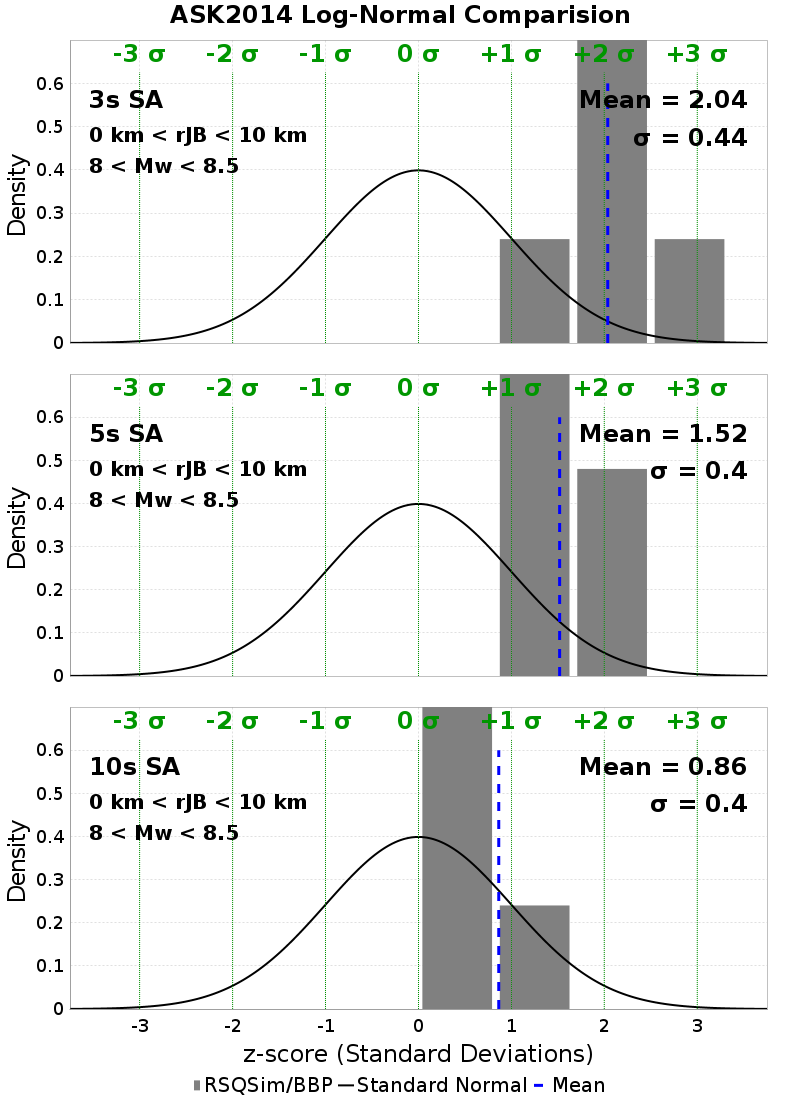 ASK2014 Log-Normal Comparision
-3 σ -2 σ -1 σ 0 σ +1 σ +2 σ +3 σ
3s SA
Mean = 2.04
0 km < rJB < 10 km
σ = 0.44
8 < Mw < 8.5
Density
0.6
0.5
0.4
0.3
0.2
0.1
0
-3 σ -2 σ -1 σ 0 σ +1 σ +2 σ +3 σ
5s SA
Mean = 1.52
0 km < rJB < 10 km
σ = 0.4
8 < Mw < 8.5
Density
0.6
0.5
0.4
0.3
0.2
0.1
0
-3 σ -2 σ -1 σ 0 σ +1 σ +2 σ +3 σ
10s SA
Mean = 0.86
0 km < rJB < 10 km
σ = 0.4
8 < Mw < 8.5
Density
0.6
0.5
0.4
0.3
0.2
0.1
0
-3 -2 -1 0 1 2 3
z-score (Standard Deviations)
RSQSim/BBP Standard Normal Mean